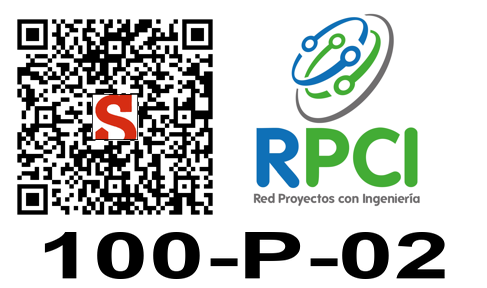 S
RPCI
Red Proyectos con Ingeniería
100-P-02